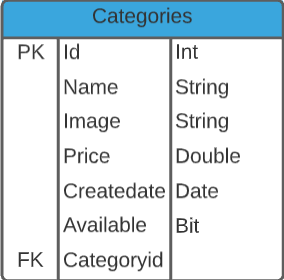 Categories
PK Id Int
Name String
Image String
Price Double
Createdate Date
Available Bit
FK Categoryid